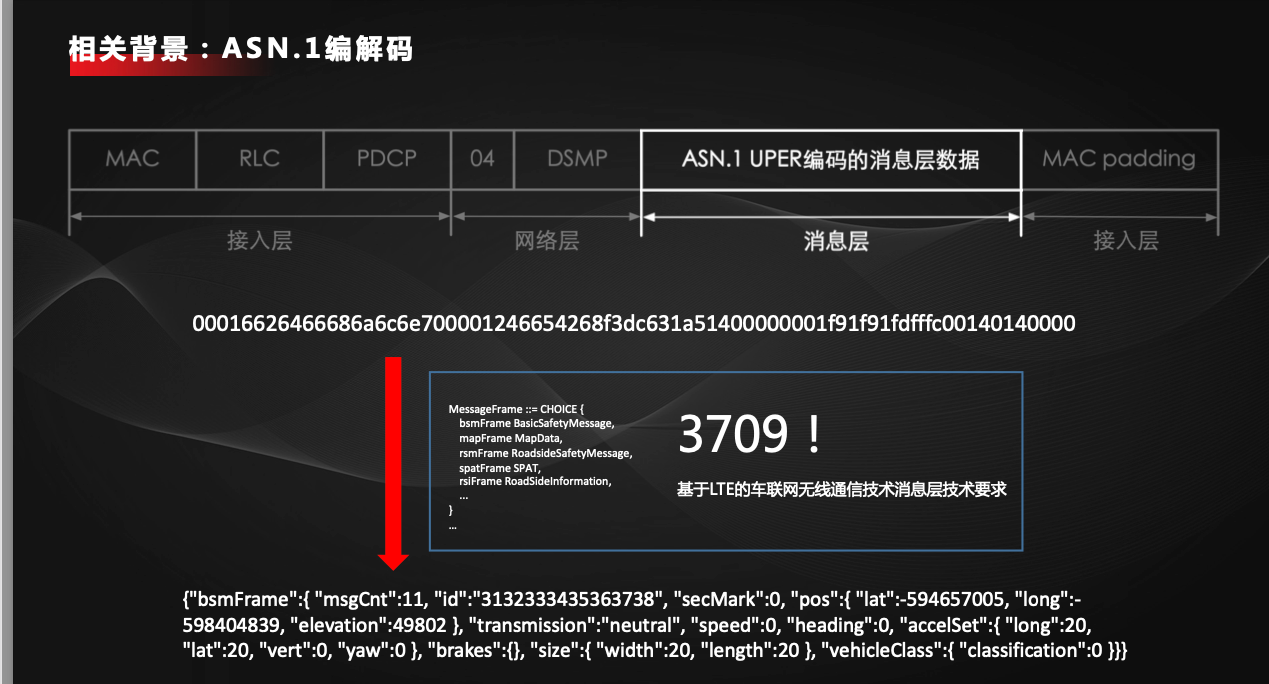 相关背景：ASN.1编解码
MAC RLC PDCP 04 DSMP ASN.1 UPER编码的消息层数据 MAC padding
接入层 网络层 消息层 接入层
00016626466686a6c6e700001246654268f3dc631a51400000001f91f91fdfffc00140140000
MessageFrame ::= CHOICE {
bsmFrame BasicSafetyMessage,
mapFrame MapData,
rsmFrame RoadsideSafetyMessage,
spatFrame SPAT,
rsiFrame RoadSideInformation,
...
}
...
3709！
基于LTE的车联网无线通信技术消息层技术要求
{"bsmFrame":{ "msgCnt":11, "id":"3132333435363738", "secMark":0, "pos":{ "lat":-594657005, "long":-
598404839, "elevation":49802 }, "transmission":"neutral", "speed":0, "heading":0, "accelSet":{ "long":20,
"lat":20, "vert":0, "yaw":0 }, "brakes":{}, "size":{ "width":20, "length":20 }, "vehicleClass":{ "classification":0 }}}